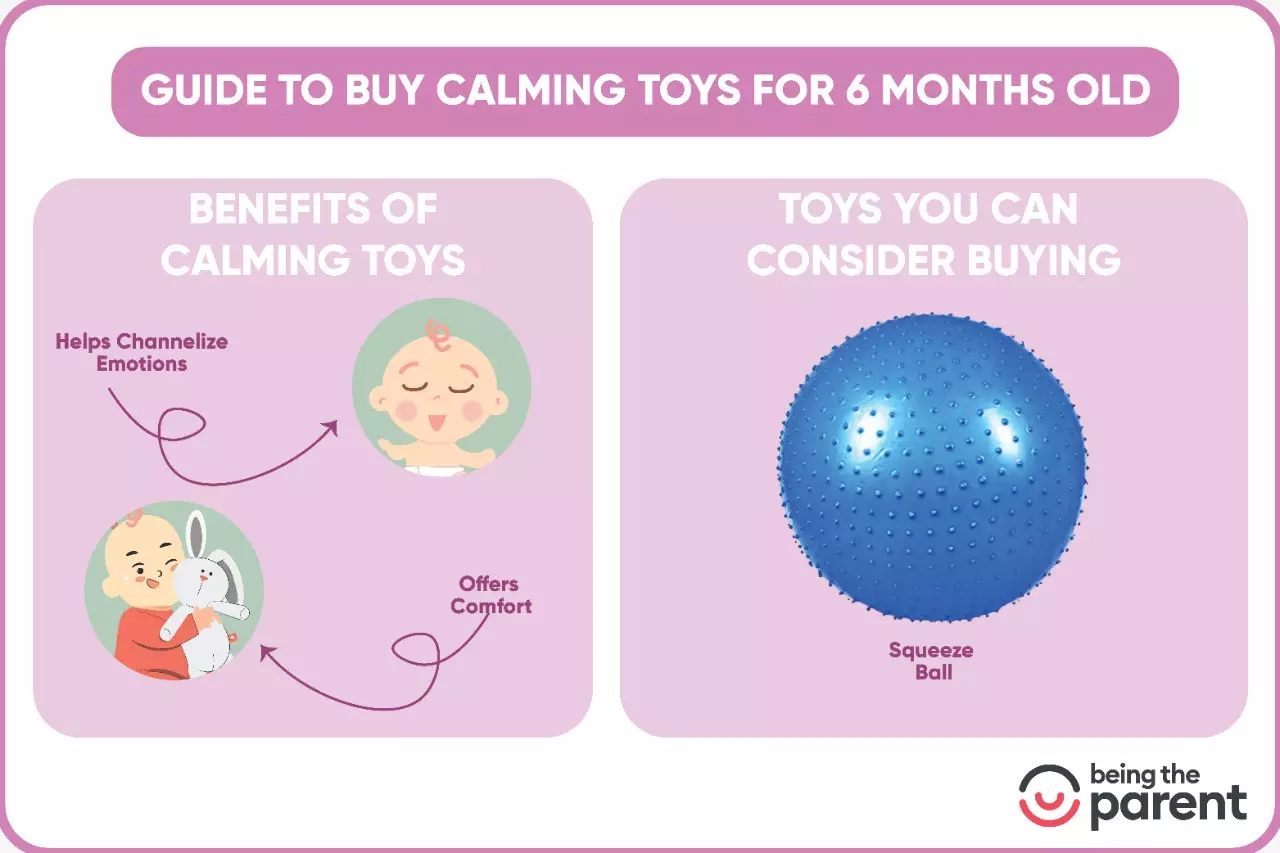 GUIDE TO BUY CALMING TOYS FOR 6 MONTHS OLD
BENEFITS OF
CALMING TOYS
Helps Channelize
Emotions
Offers
Comfort
TOYS YOU CAN
CONSIDER BUYING
Squeeze
Ball
being the
parent